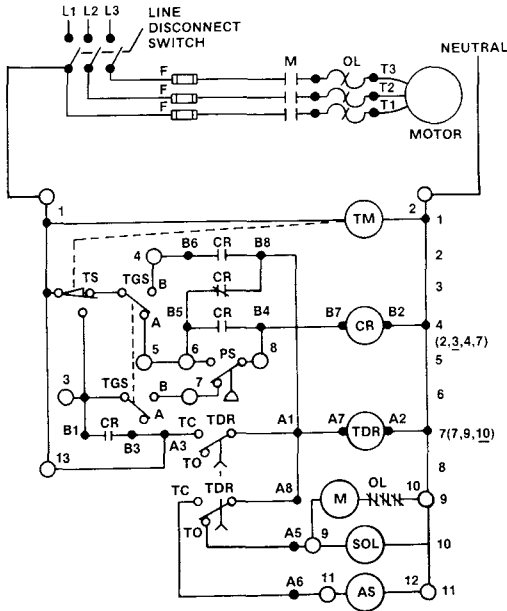 L1 L2 L3
LINE
DISCONNECT
SWITCH
NEUTRAL
F M OL T3
F T2
F T1
MOTOR
1 2
TM 1
B6 CR B8 2
4
TS TGS B CR 3
B5 CR B4 B7 CR B2 4
A (2,3,4,7)
5 6 PS 8 5
3 TGS B 7 6
A
B1 CR B3 A3 TC TDR A1 A7 TDR A2 7(7,9,10)
13 TO 8
TC TDR A8 M OL 10 9
TO A5 9 SOL 10
A6 11 AS 12 11